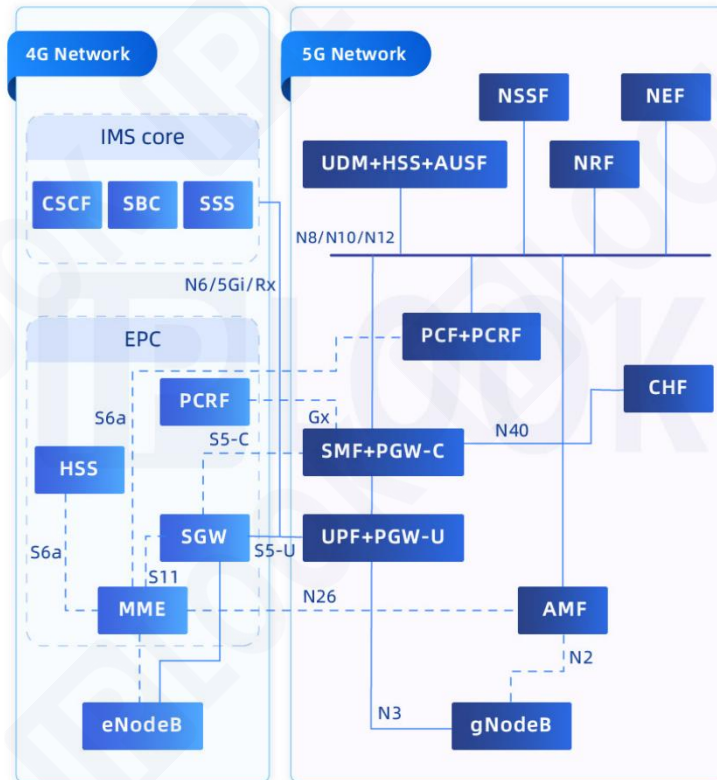 4G Network
5G Network
IMS core
CSCF
SBC
SSS
NSSF
NEF
UDM+HSS+AUSF
NRF
N8/N10/N12
N6/5Gi/Rx
EPC
PCF+PCRF
S6a
PCRF
Gx
CHF
S5-C
N40
HSS
SMF+PGW-C
SGW
S5-U
UPF+PGW-U
S6a
S11
MME
N26
AMF
N2
eNodeB
N3
gNodeB
IPLOOK